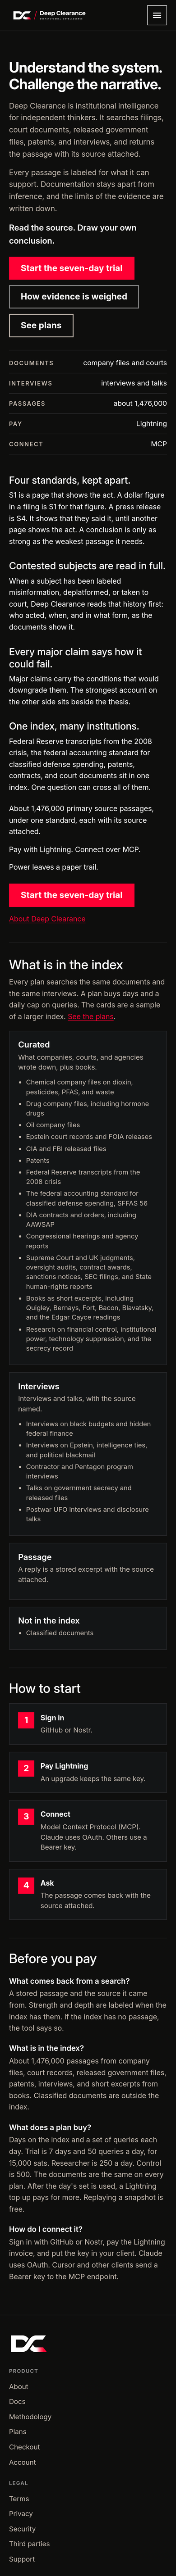 Deep Clearance
INSTITUTIONAL INTELLIGENCE
Understand the system.
Challenge the narrative.
Deep Clearance is institutional intelligence
for independent thinkers. It searches filings,
court documents, released government
files, patents, and interviews, and returns
the passage with its source attached.
Every passage is labeled for what it can
support. Documentation stays apart from
inference, and the limits of the evidence are
written down.
Read the source. Draw your own
conclusion.
Start the seven-day trial
How evidence is weighed
See plans
DOCUMENTS company files and courts
INTERVIEWS interviews and talks
PASSAGES about 1,476,000
PAY Lightning
CONNECT MCP
Four standards, kept apart.
S1 is a page that shows the act. A dollar figure
in a filing is S1 for that figure. A press release
is S4. It shows that they said it, until another
page shows the act. A conclusion is only as
strong as the weakest passage it needs.
Contested subjects are read in full.
When a subject has been labeled
misinformation, deplatformed, or taken to
court, Deep Clearance reads that history first:
who acted, when, and in what form, as the
documents show it.
Every major claim says how it
could fail.
Major claims carry the conditions that would
downgrade them. The strongest account on
the other side sits beside the thesis.
One index, many institutions.
Federal Reserve transcripts from the 2008
crisis, the federal accounting standard for
classified defense spending, patents,
contracts, and court documents sit in one
index. One question can cross all of them.
About 1,476,000 primary source passages,
under one standard, each with its source
attached.
Pay with Lightning. Connect over MCP.
Power leaves a paper trail.
Start the seven-day trial
About Deep Clearance
What is in the index
Every plan searches the same documents and
the same interviews. A plan buys days and a
daily cap on queries. The cards are a sample
of a larger index. See the plans.
Curated
What companies, courts, and agencies
wrote down, plus books.
• Chemical company files on dioxin,
pesticides, PFAS, and waste
• Drug company files, including hormone
drugs
• Oil company files
• Epstein court records and FOIA releases
• CIA and FBI released files
• Patents
• Federal Reserve transcripts from the
2008 crisis
• The federal accounting standard for
classified defense spending, SFFAS 56
• DIA contracts and orders, including
AAWSAP
• Congressional hearings and agency
reports
• Supreme Court and UK judgments,
oversight audits, contract awards,
sanctions notices, SEC filings, and State
human-rights reports
• Books as short excerpts, including
Quigley, Bernays, Fort, Bacon, Blavatsky,
and the Edgar Cayce readings
• Research on financial control, institutional
power, technology suppression, and the
secrecy record
Interviews
Interviews and talks, with the source
named.
• Interviews on black budgets and hidden
federal finance
• Interviews on Epstein, intelligence ties,
and political blackmail
• Contractor and Pentagon program
interviews
• Talks on government secrecy and
released files
• Postwar UFO interviews and disclosure
talks
Passage
A reply is a stored excerpt with the source
attached.
Not in the index
• Classified documents
How to start
1 Sign in
GitHub or Nostr.
2 Pay Lightning
An upgrade keeps the same key.
3 Connect
Model Context Protocol (MCP).
Claude uses OAuth. Others use a
Bearer key.
4 Ask
The passage comes back with the
source attached.
Before you pay
What comes back from a search?
A stored passage and the source it came
from. Strength and depth are labeled when the
index has them. If the index has no passage,
the tool says so.
What is in the index?
About 1,476,000 passages from company
files, court records, released government files,
patents, interviews, and short excerpts from
books. Classified documents are outside the
index.
What does a plan buy?
Days on the index and a set of queries each
day. Trial is 7 days and 50 queries a day, for
15,000 sats. Researcher is 250 a day. Control
is 500. The documents are the same on every
plan. After the day's set is used, a Lightning
top up pays for more. Replaying a snapshot is
free.
How do I connect it?
Sign in with GitHub or Nostr, pay the Lightning
invoice, and put the key in your client. Claude
uses OAuth. Cursor and other clients send a
Bearer key to the MCP endpoint.
PRODUCT
About
Docs
Methodology
Plans
Checkout
Account
LEGAL
Terms
Privacy
Security
Third parties
Support